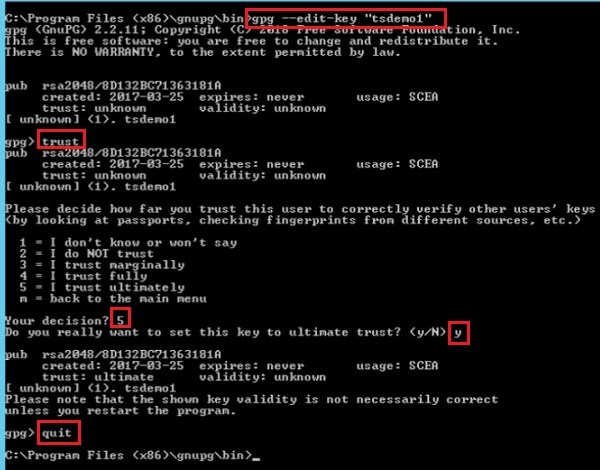 C:\Program Files (x86)\gnupg\bin>gpg --edit-key "tsdemo1"
gpg (GnuPG) 2.2.11; Copyright (C) 2018 Free Software Foundation, Inc.
This is free software: you are free to change and redistribute it.
There is NO WARRANTY, to the extent permitted by law.
pub rsa2048/8D132BC71363181A
created: 2017-03-25 expires: never usage: SCEA
trust: unknown validity: unknown
[ unknown] (1). tsdemo1
gpg> trust
pub rsa2048/8D132BC71363181A
created: 2017-03-25 expires: never usage: SCEA
trust: unknown validity: unknown
[ unknown] (1). tsdemo1
Please decide how far you trust this user to correctly verify other users' keys
(by looking at passports, checking fingerprints from different sources, etc.)
1 = I don't know or won't say
2 = I do NOT trust
3 = I trust marginally
4 = I trust fully
5 = I trust ultimately
m = back to the main menu
Your decision? 5
Do you really want to set this key to ultimate trust? (y/N) y
pub rsa2048/8D132BC71363181A
created: 2017-03-25 expires: never usage: SCEA
trust: ultimate validity: unknown
[ unknown] (1). tsdemo1
Please note that the shown key validity is not necessarily correct
unless you restart the program.
gpg> quit
C:\Program Files (x86)\gnupg\bin>_